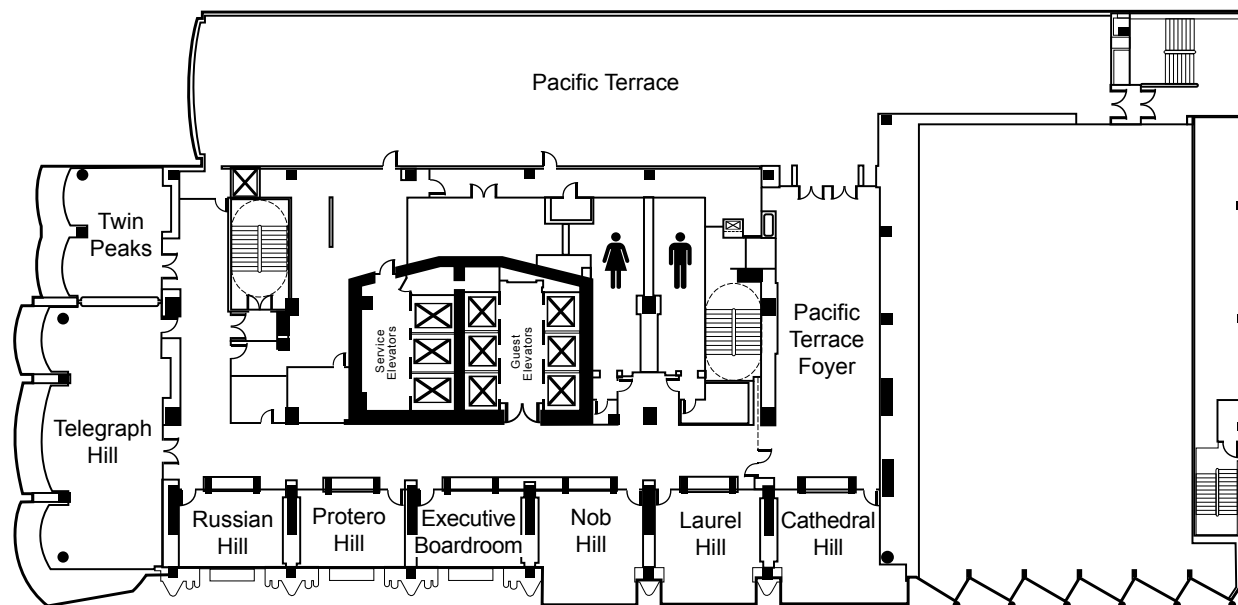 Pacific Terrace
Twin
Peaks
Pacific
Terrace
Foyer
Service
Elevators
Guest
Elevators
Telegraph
Hill
Russian
Hill
Protero
Hill
Executive
Boardroom
Nob
Hill
Laurel
Hill
Cathedral
Hill